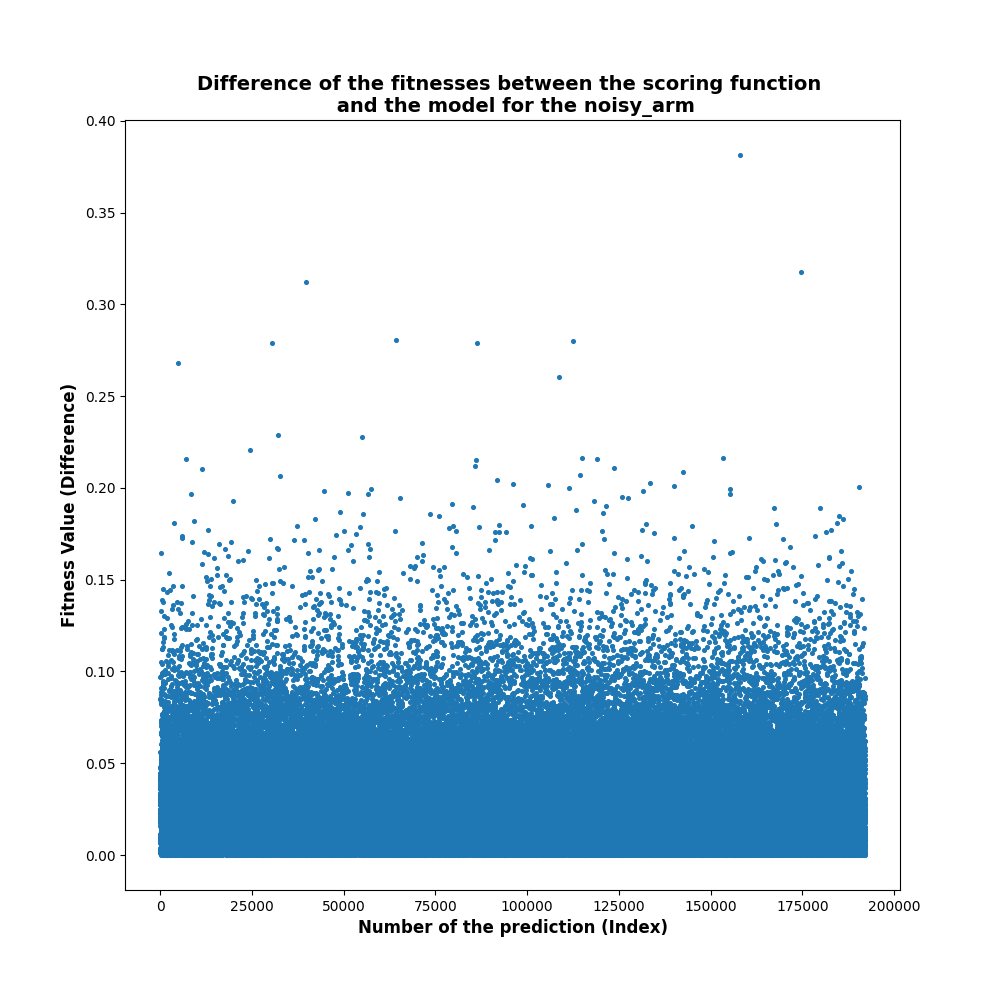 Difference of the fitnesses between the scoring function
and the model for the noisy_arm
0.40
0.35
0.30
0.25
0.20
0.15
0.10
0.05
0.00
Fitness Value (Difference)
0 25000 50000 75000 100000 125000 150000 175000 200000
Number of the prediction (Index)